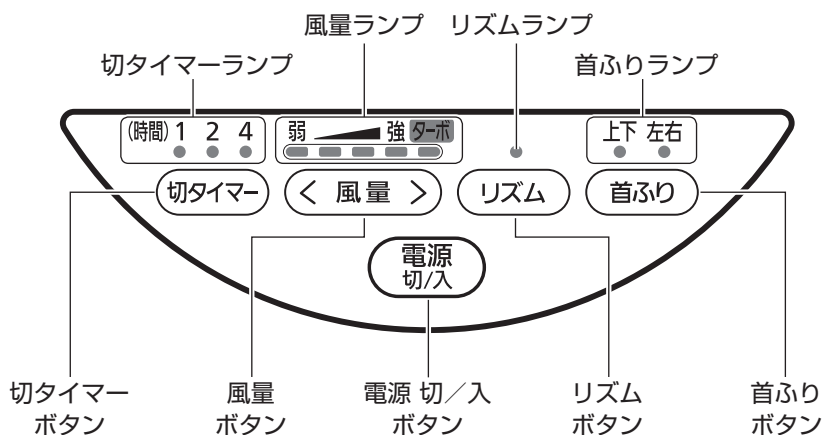 風量ランプ リズムランプ
切タイマーランプ 首ふりランプ
(時間) 1 2 4 弱 強 ターボ 上下 左右
切タイマー < 風量 > リズム 首ふり
電源
切/入
切タイマー
ボタン
風量
ボタン
電源 切／入
ボタン
リズム
ボタン
首ふり
ボタン